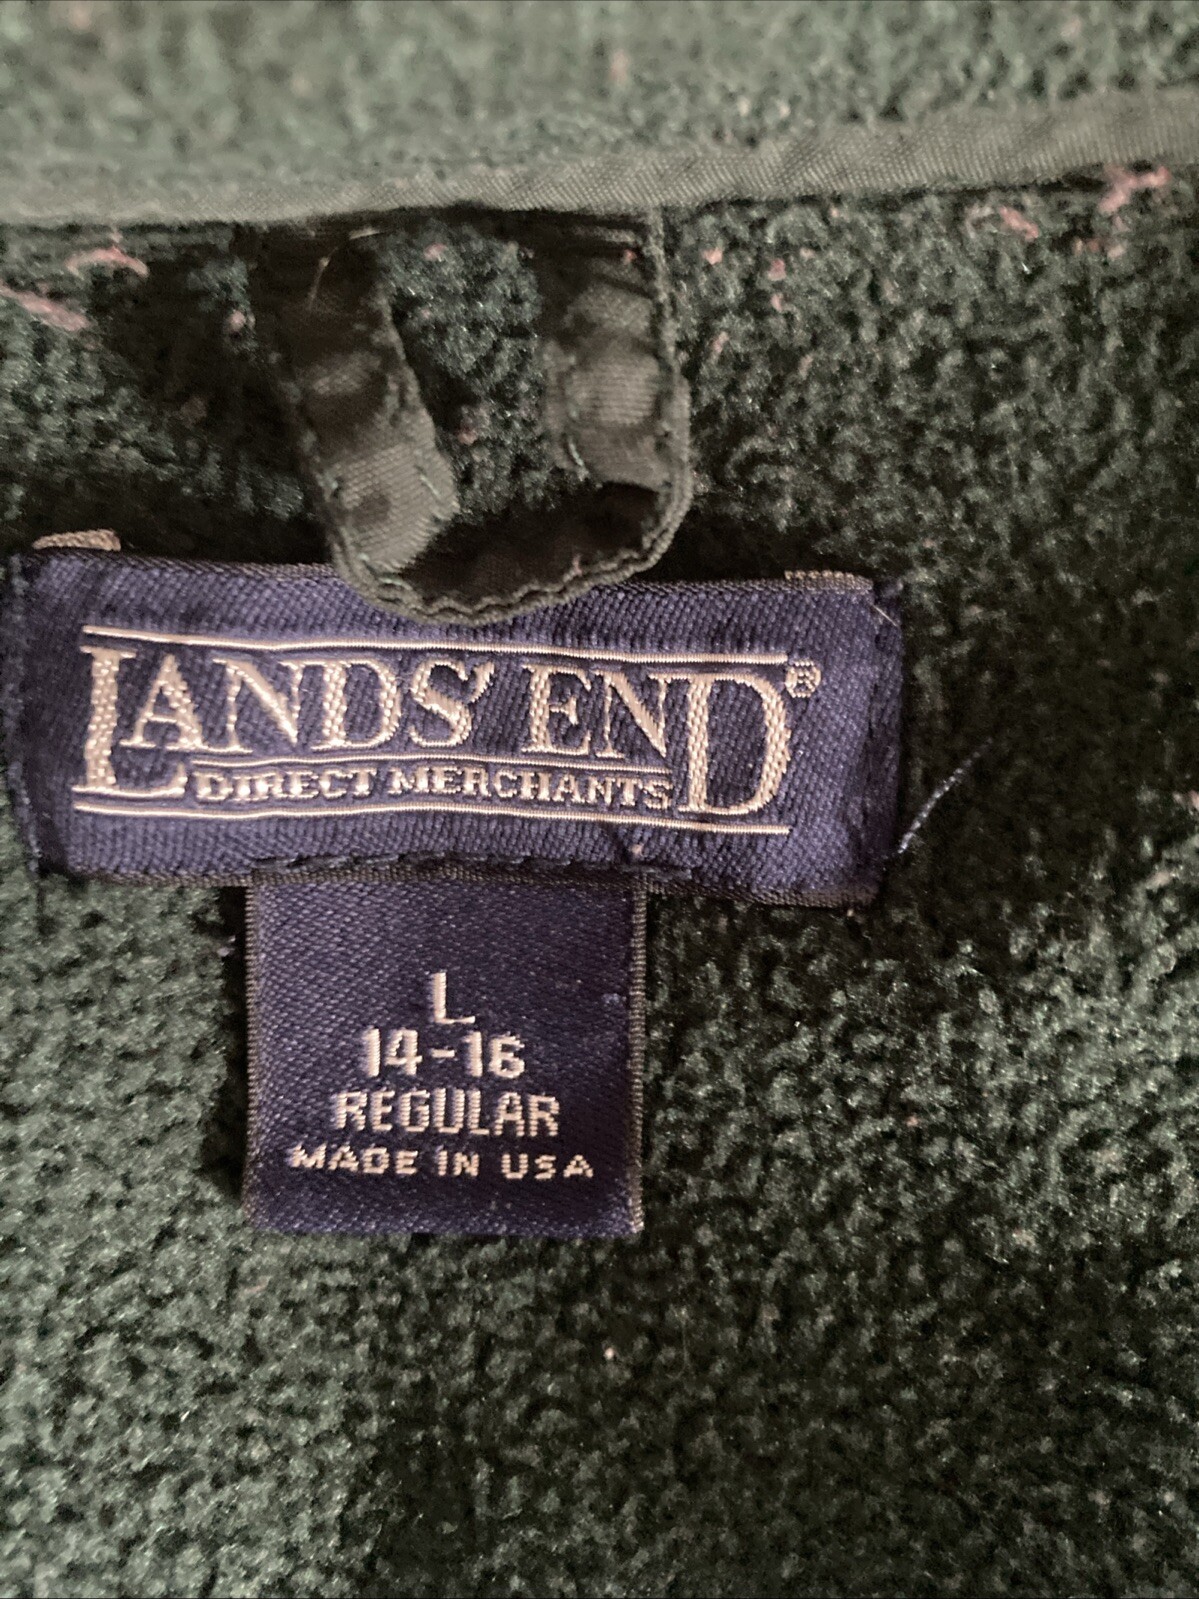 LANDS' END®
DIRECT MERCHANTS
L
14-16
REGULAR
MADE IN USA